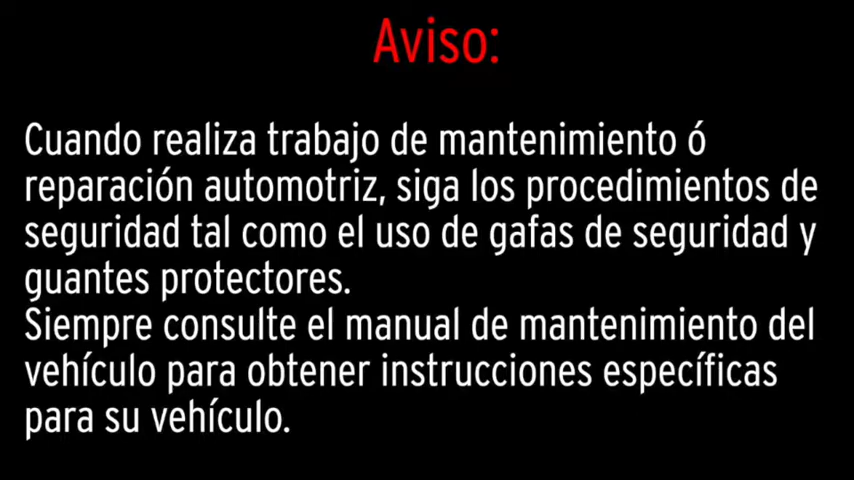 Aviso:
Cuando realiza trabajo de mantenimiento ó
reparación automotriz, siga los procedimientos de
seguridad tal como el uso de gafas de seguridad y
guantes protectores.
Siempre consulte el manual de mantenimiento del
vehículo para obtener instrucciones específicas
para su vehículo.